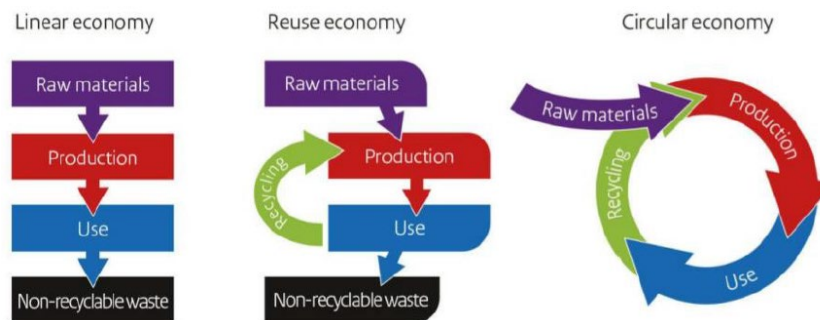 Linear economy
Raw materials
Production
Use
Non-recyclable waste
Reuse economy
Raw materials
Production
Recycling
Use
Non-recyclable waste
Circular economy
Raw materials
Production
Recycling
Use